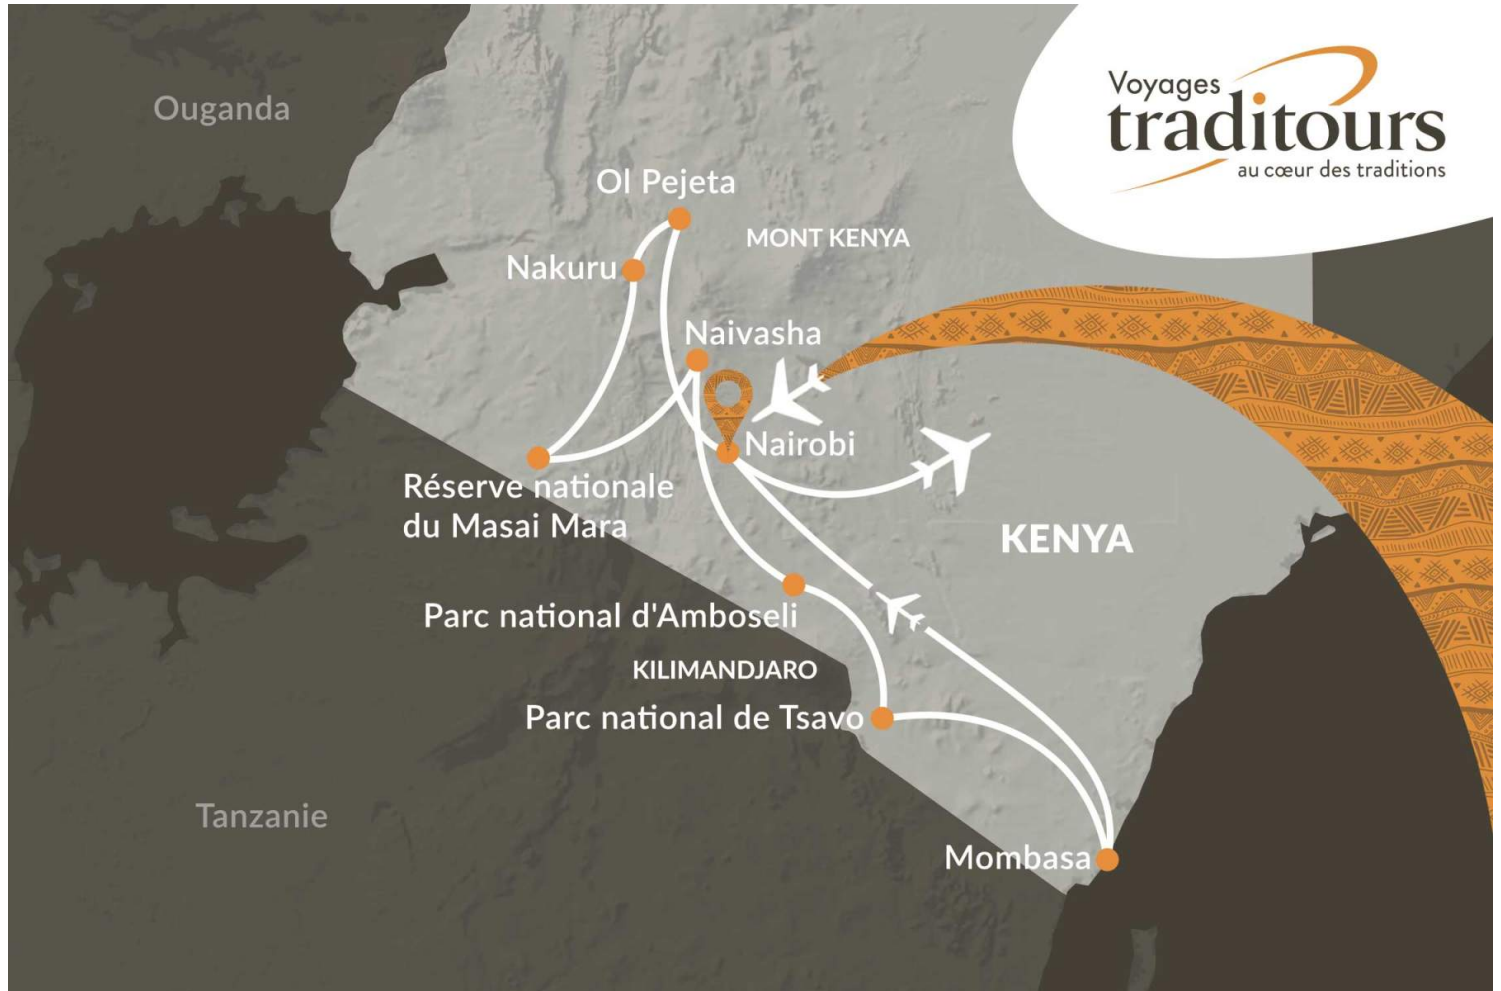 Voyages
traditours
au cœur des traditions
Ouganda
Ol Pejeta
MONT KENYA
Nakuru
Naivasha
Nairobi
Réserve nationale
du Masai Mara
KENYA
Parc national d'Amboseli
KILIMANDJARO
Parc national de Tsavo
Tanzanie
Mombasa